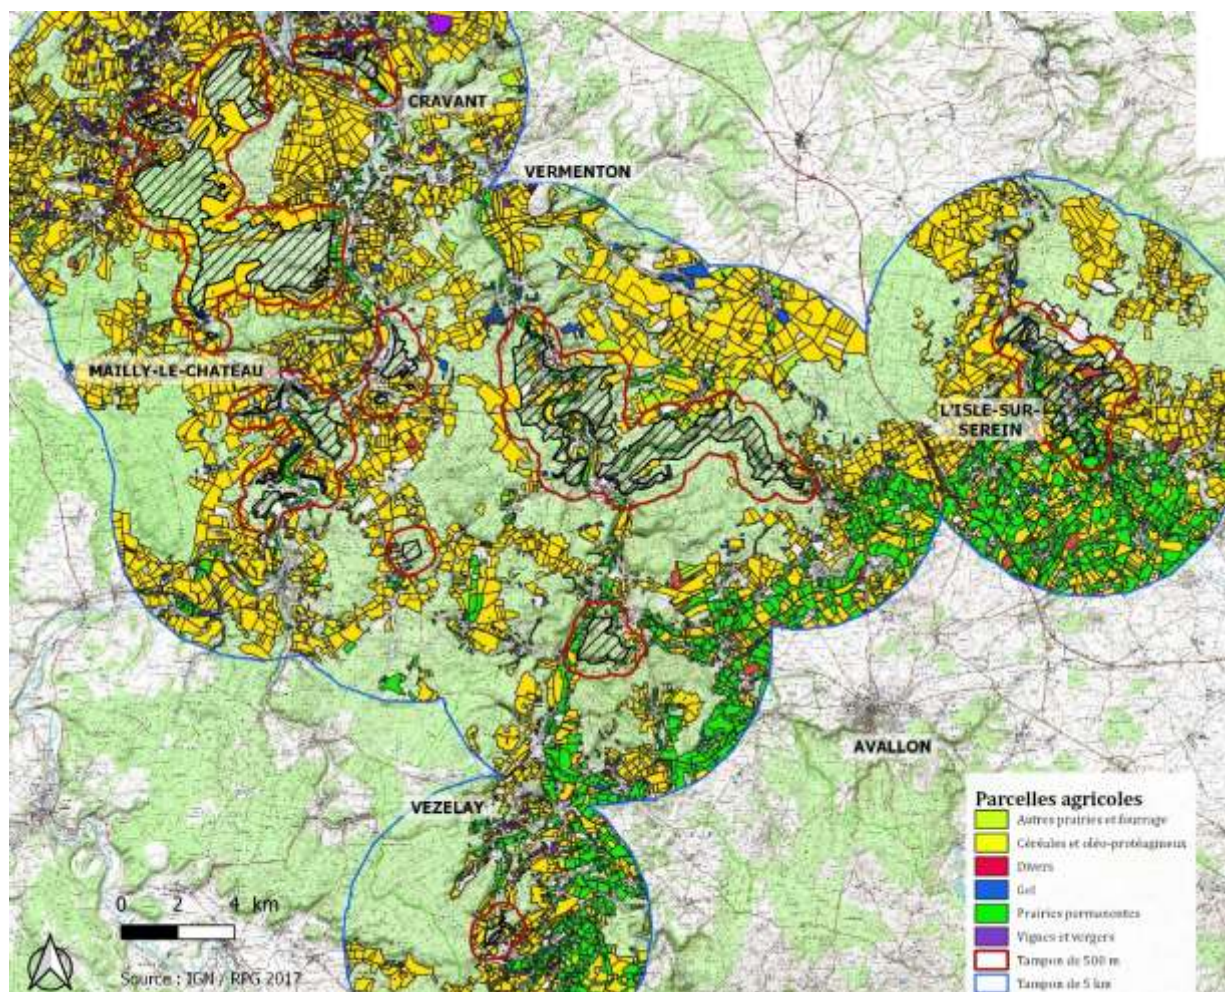 CRAVANT
VERMENTON
MAILLY-LE-CHATEAU
L'ISLE-SUR-
SEREIN
AVALLON
VEZELAY
Parcelles agricoles
Autres prairies et fourrage
Céréales et oléo-protéagineux
Divers
Gel
Prairies permanentes
Vignes et vergers
Tampon de 500 m
Tampon de 5 km
0 2 4 km
Source : IGN / RPG 2017